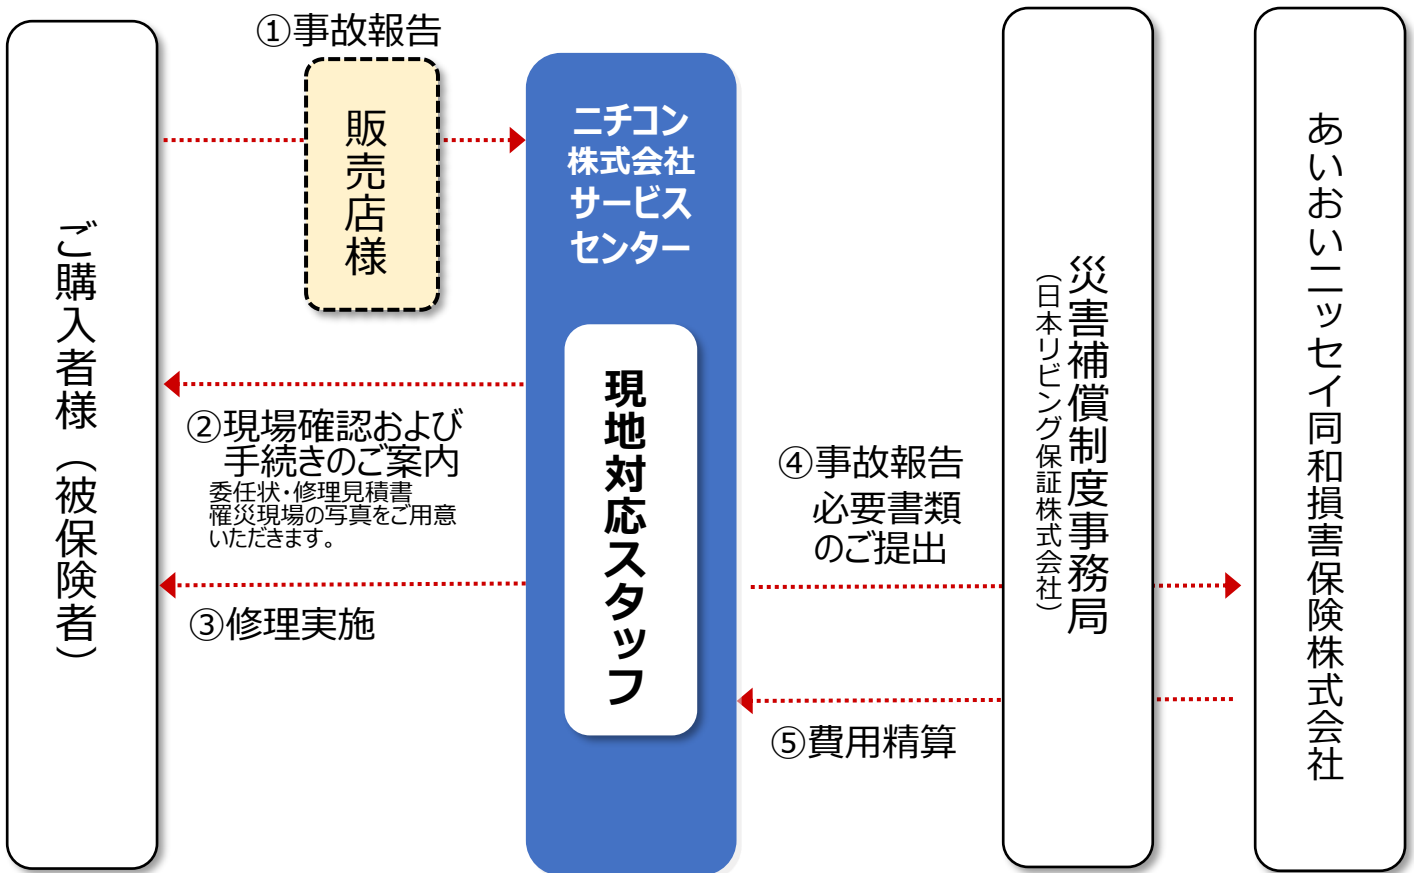 ①事故報告
販売店様
ご購入者様（被保険者）
ニチコン
株式会社
サービス
センター
現地対応スタッフ
②現場確認および
手続きのご案内
委任状・修理見積書
罹災現場の写真をご用意
いただきます。
③修理実施
④事故報告
必要書類
のご提出
⑤費用精算
災害補償制度事務局
（日本リビング保証株式会社）
あいおいニッセイ同和損害保険株式会社